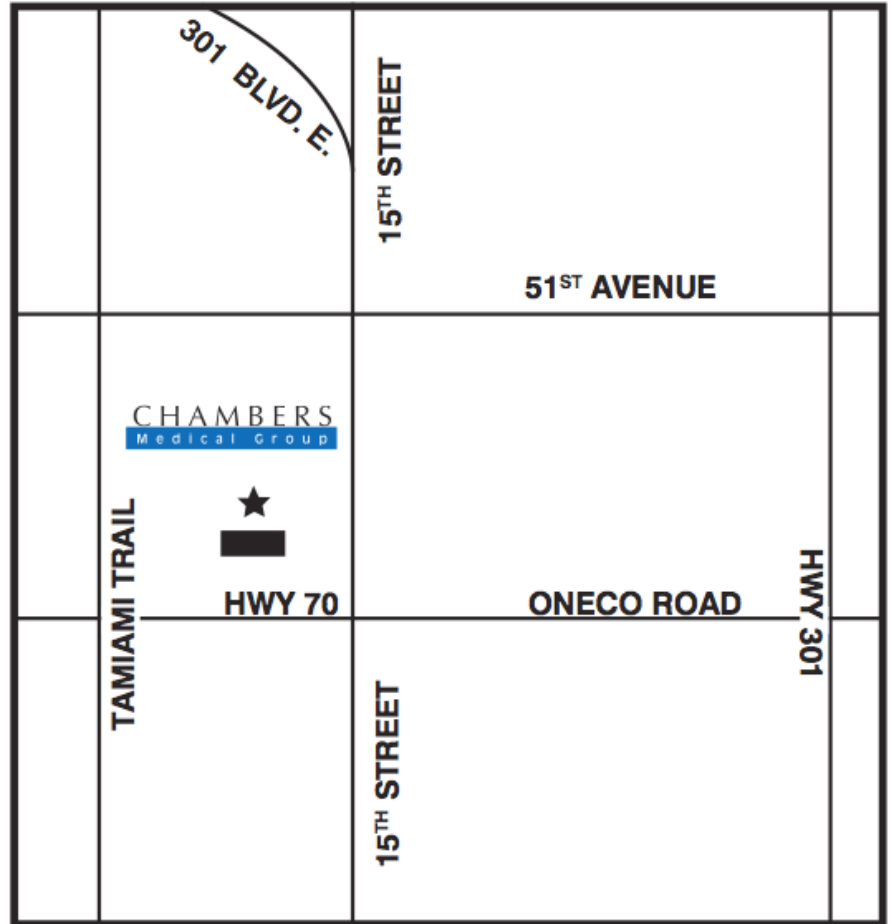 301 BLVD. E.
15TH STREET
51ST AVENUE
CHAMBERS
Medical Group
TAMIAMI TRAIL
HWY 70
ONECO ROAD
HWY 301
15TH STREET